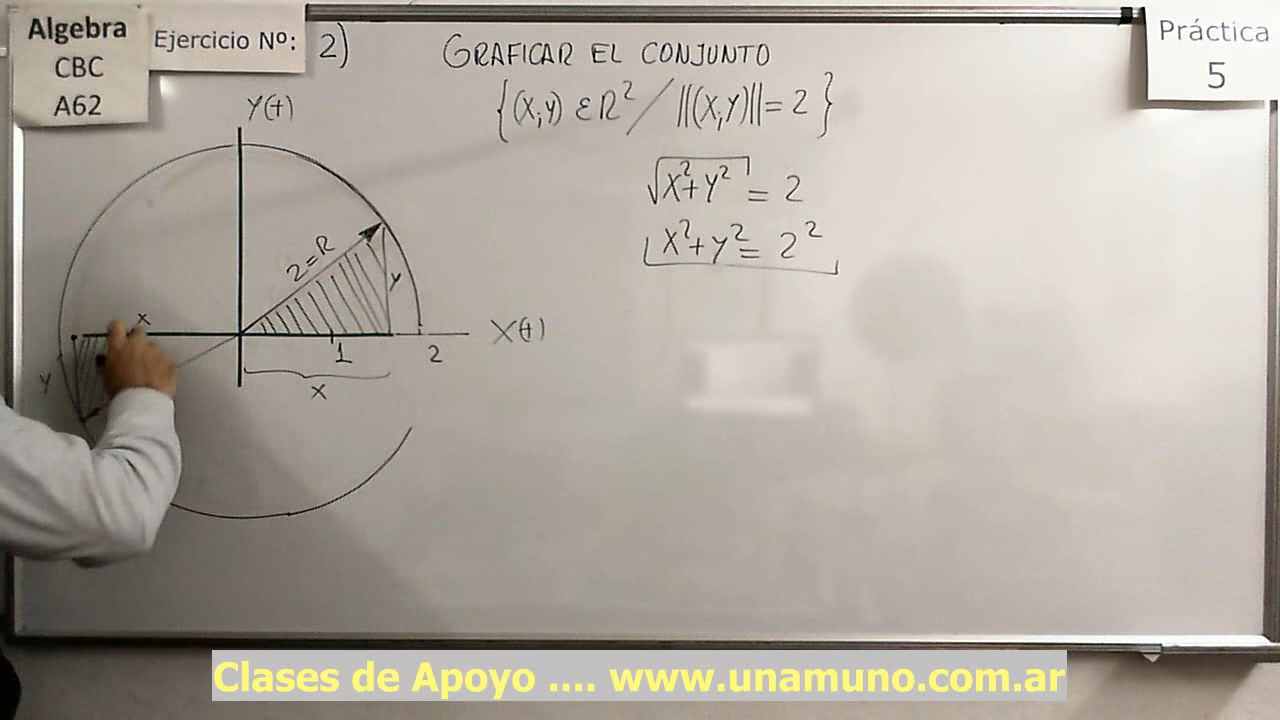 Algebra
CBC
A62
Ejercicio Nº: 2)
GRAFICAR EL CONJUNTO
{(X,Y) ∈ R² / ||(X,Y)|| = 2}
Práctica
5
√X²+Y² = 2
X²+Y² = 2²
Y(t)
2=R
Y
X
X(t)
1
2
Y
X
Clases de Apoyo .... www.unamuno.com.ar